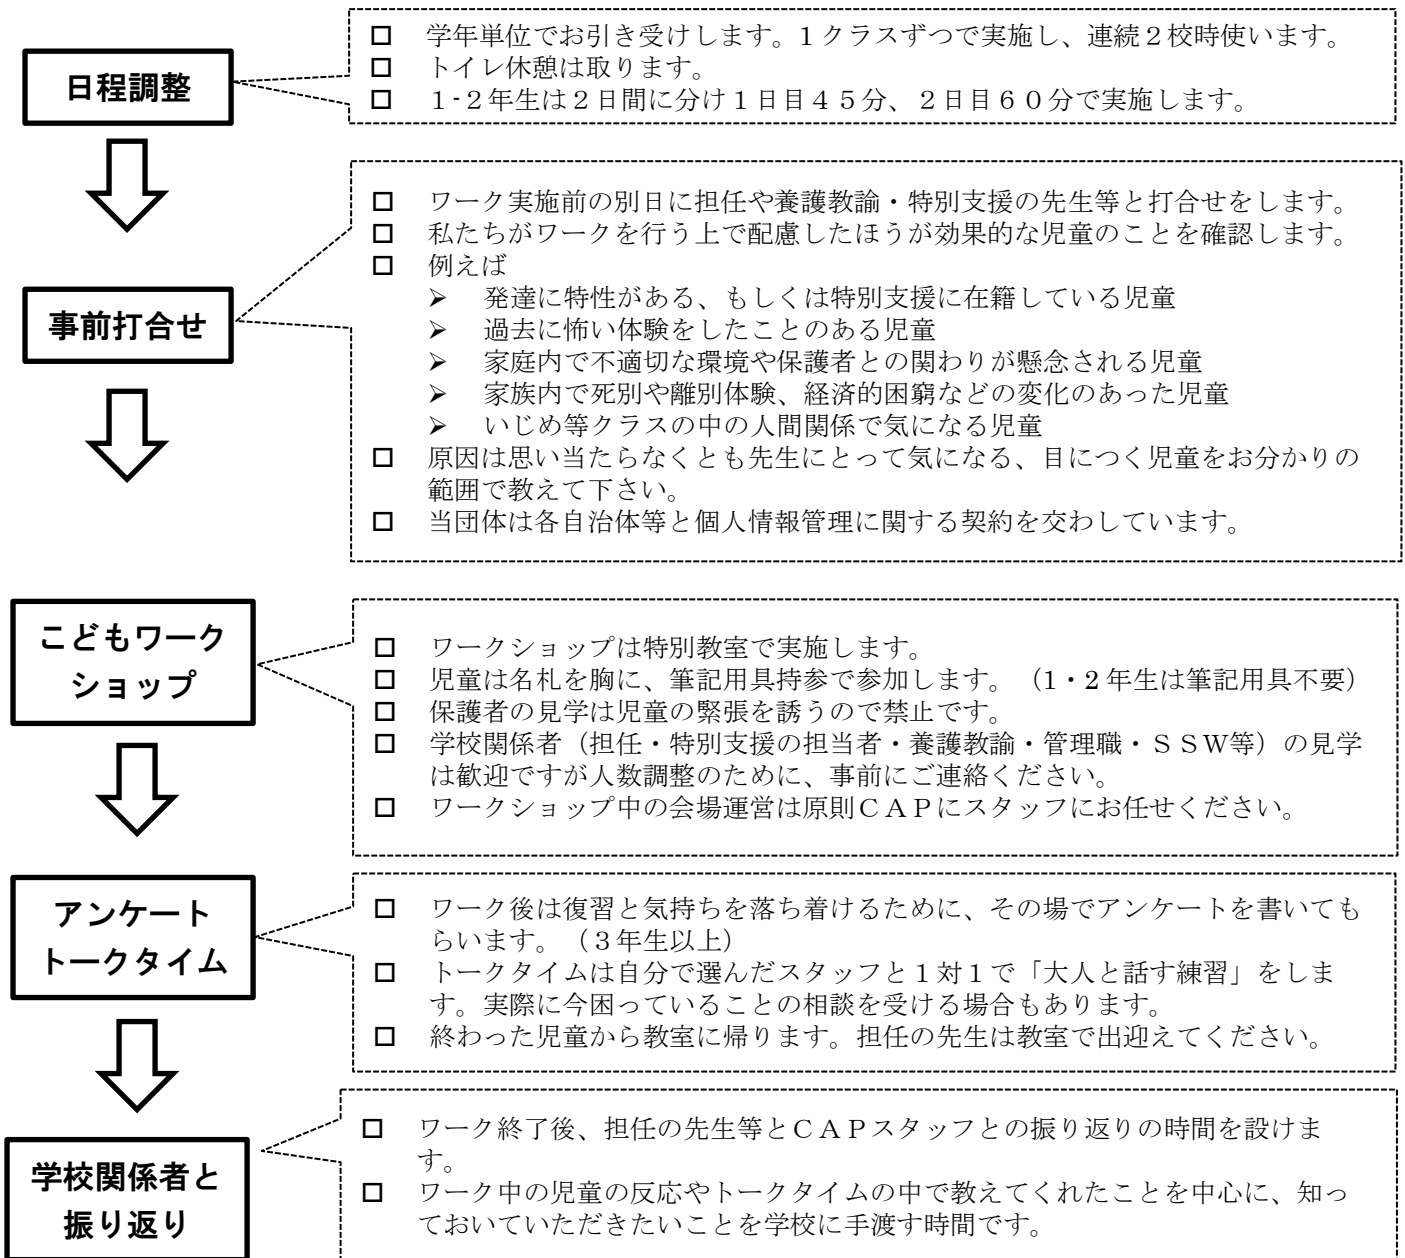 日程調整
□ 学年単位でお引き受けします。1クラスずつで実施し、連続２校時使います。
□ トイレ休憩は取ります。
□ １-２年生は２日間に分け１日目４５分、２日目６０分で実施します。
事前打合せ
□ ワーク実施前の別日に担任や養護教諭・特別支援の先生等と打合せをします。
□ 私たちがワークを行う上で配慮したほうが効果的な児童のことを確認します。
□ 例えば
➢ 発達に特性がある、もしくは特別支援に在籍している児童
➢ 過去に怖い体験をしたことのある児童
➢ 家庭内で不適切な環境や保護者との関わりが懸念される児童
➢ 家族内で死別や離別体験、経済的困窮などの変化のあった児童
➢ いじめ等クラスの中の人間関係で気になる児童
□ 原因は思い当たらなくとも先生にとって気になる、目につく児童をお分かりの
範囲で教えて下さい。
□ 当団体は各自治体等と個人情報管理に関する契約を交わしています。
こどもワーク
ショップ
□ ワークショップは特別教室で実施します。
□ 児童は名札を胸に、筆記用具持参で参加します。（1・2年生は筆記用具不要）
□ 保護者の見学は児童の緊張を誘うので禁止です。
□ 学校関係者（担任・特別支援の担当者・養護教諭・管理職・ＳＳＷ等）の見学
は歓迎ですが人数調整のために、事前にご連絡ください。
□ ワークショップ中の会場運営は原則ＣＡＰにスタッフにお任せください。
アンケート
トークタイム
□ ワーク後は復習と気持ちを落ち着けるために、その場でアンケートを書いても
らいます。（３年生以上）
□ トークタイムは自分で選んだスタッフと１対１で「大人と話す練習」をしま
す。実際に今困っていることの相談を受ける場合もあります。
□ 終わった児童から教室に帰ります。担任の先生は教室で出迎えてください。
学校関係者と
振り返り
□ ワーク終了後、担任の先生等とＣＡＰスタッフとの振り返りの時間を設けま
す。
□ ワーク中の児童の反応やトークタイムの中で教えてくれたことを中心に、知っ
ておいていただきたいことを学校に手渡す時間です。